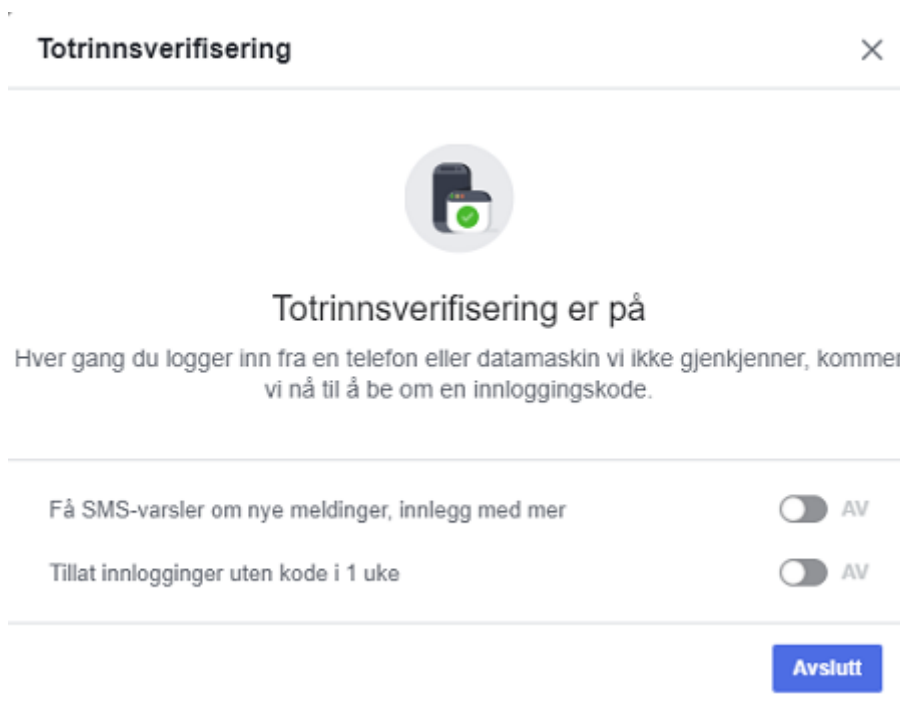 Totrinnsverifisering
Totrinnsverifisering er på
Hver gang du logger inn fra en telefon eller datamaskin vi ikke gjenkjenner, kommer
vi nå til å be om en innloggingskode.
Få SMS-varsler om nye meldinger, innlegg med mer
AV
Tillat innlogginger uten kode i 1 uke
AV
Avslutt